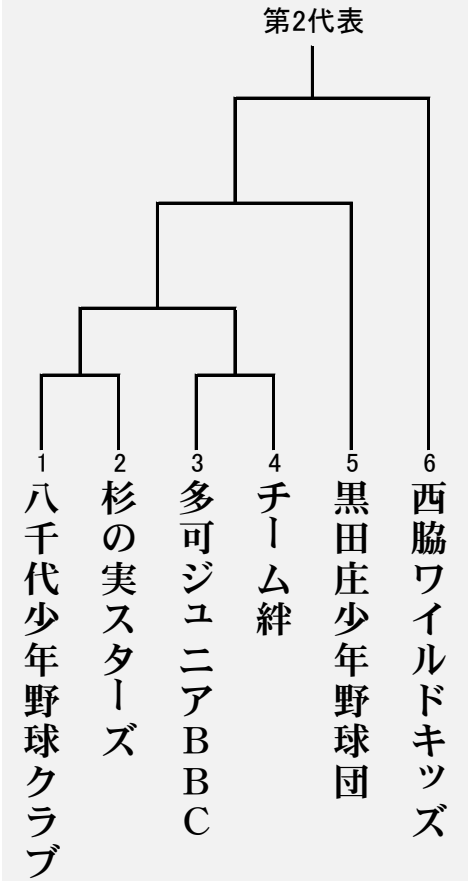 第2代表
1
八千代少年野球クラブ
2
杉の実スターズ
3
多可ジュニアBBC
4
チーム絆
5
黒田庄少年野球団
6
西脇ワイルドキッズ